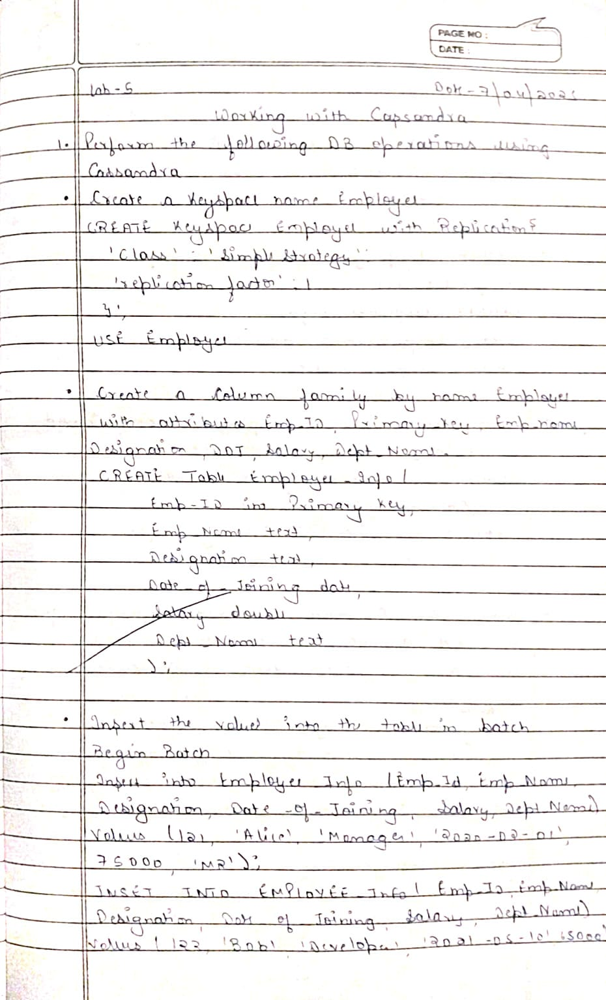 PAGE NO :
DATE :
Lab - 5 Date - 7/04/202
Working with Capsandra
1. Perform the following DB operations using
Cassandra
• Create a Keyspace name Employee
CREATE Keyspace Employee with Replication {
'Class' : 'Simple Strategy' :
'replication factor' : 1
};
USE Employee
• Create a Column family by name Employee
with attributes Emp-ID, Primary key, Emp-name
Designation, DOJ, Salary, Dept_Name.
CREATE Table Employee - Info (
Emp-ID int Primary Key,
Emp Name text,
Designation text,
Date - of - Joining date,
Salary double
Dept _ Name text
);
• Insert the values into the table in batch
Begin Batch
Insert into Employee Info (Emp-Id, Emp Name,
Designation, Date -of- Joining, Salary, Dept Name)
Values (121, 'Alice', 'Manager', '2020-02-01',
75000, 'MR');
INSET INTO EMPLOYEE-Info ( Emp-ID, Emp Name,
Designation, Date of Joining, Salary, Dept Name)
Values ( 122, 'Bob', 'Developer', '2021-05-10' 65000